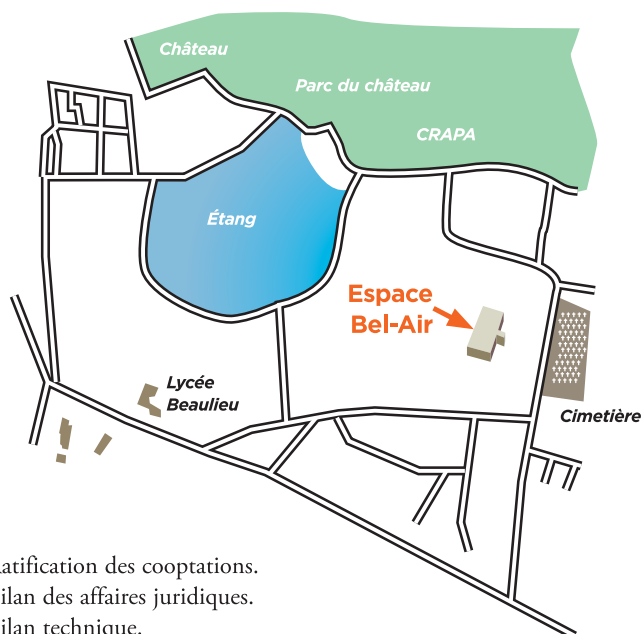 Château
Parc du château
CRAPA
Étang
Espace
Bel-Air
Lycée
Beaulieu
Cimetière
atification des cooptations.
ilan des affaires juridiques.
ilan technique.